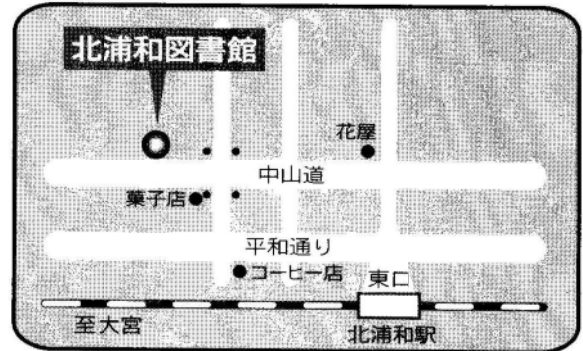 北浦和図書館
花屋
中山道
菓子店
平和通り
コーヒー店
東口
至大宮
北浦和駅